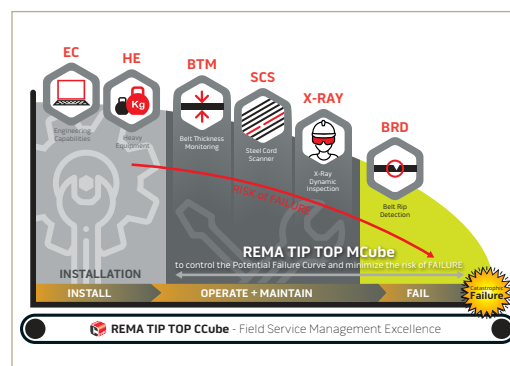 EC
HE
BTM
SCS
X-RAY
BRD
Kg
Engineering
Capabilities
Heavy
Equipment
Belt Thickness
Monitoring
Steel Cord
Scanner
X-Ray
Dynamic
Inspection
Belt Rip
Detection
RISK of FAILURE
REMA TIP TOP MCube
to control the Potential Failure Curve and minimize the risk of FAILURE
INSTALLATION
INSTALL
OPERATE + MAINTAIN
FAIL
Catastrophic
Failure
REMA TIP TOP CCube - Field Service Management Excellence